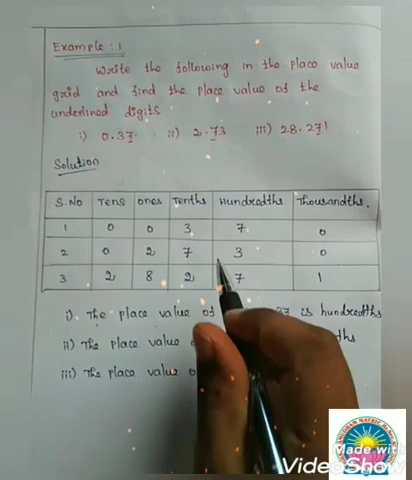 Example : 1
Write the following in the place value
grid and find the place value of the
underlined digits.
i) 0.37 ii) 2.73 iii) 28.271
Solution
S.No Tens ones Tenths Hundredths Thousandths.
1 0 0 3 7 0
2 0 2 7 3 0
3 2 8 2 7 1
i). The place value of 37 is hundredths
ii) The place value ths
iii) The place value o
Made with
VideoShow